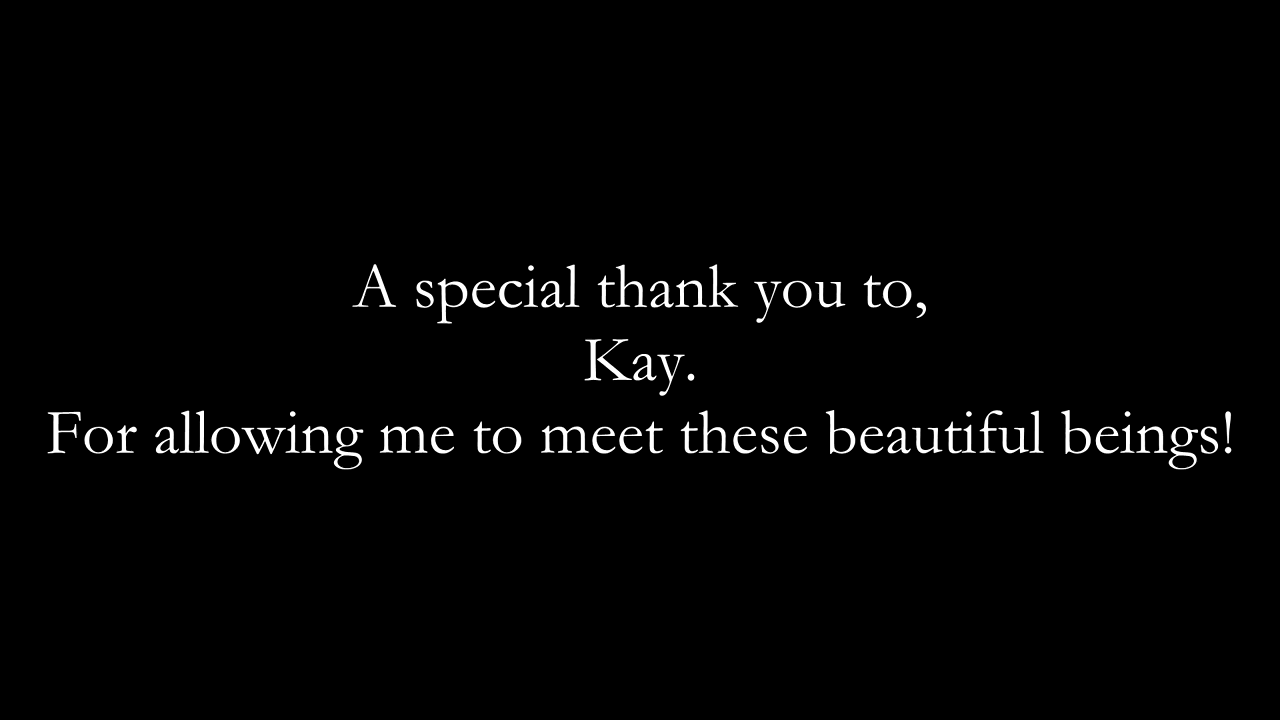 A special thank you to,
Kay.
For allowing me to meet these beautiful beings!